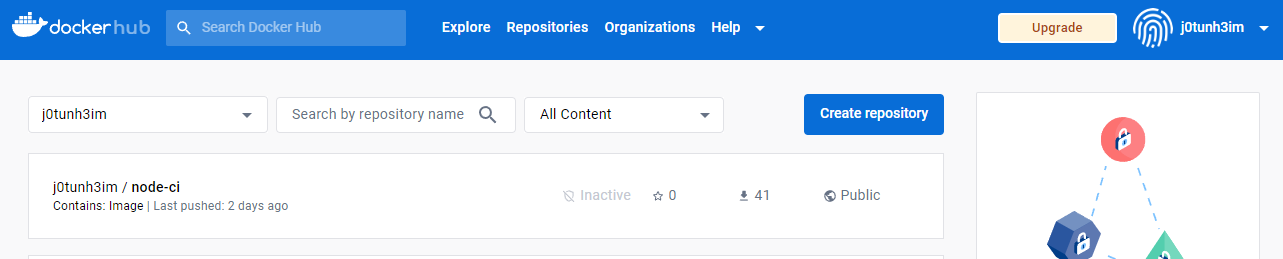 docker hub
Search Docker Hub
Explore Repositories Organizations Help
Upgrade
j0tunh3im
j0tunh3im
Search by repository name
All Content
Create repository
j0tunh3im / node-ci
Contains: Image | Last pushed: 2 days ago
Inactive
0
41
Public